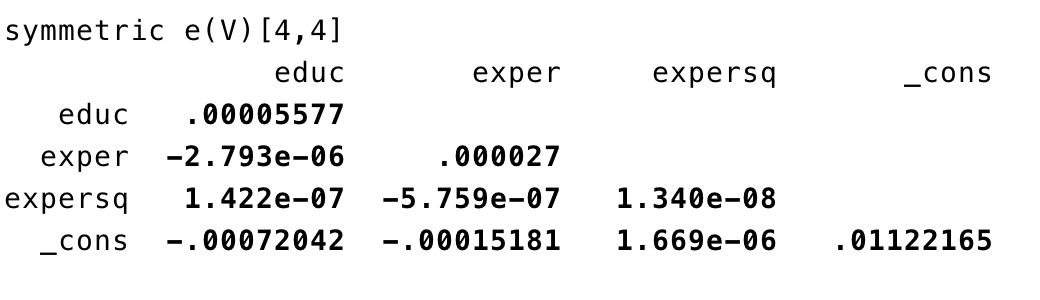 symmetric e(V)[4,4]
educ exper expersq _cons
educ .00005577
exper -2.793e-06 .000027
expersq 1.422e-07 -5.759e-07 1.340e-08
_cons -.00072042 -.00015181 1.669e-06 .01122165